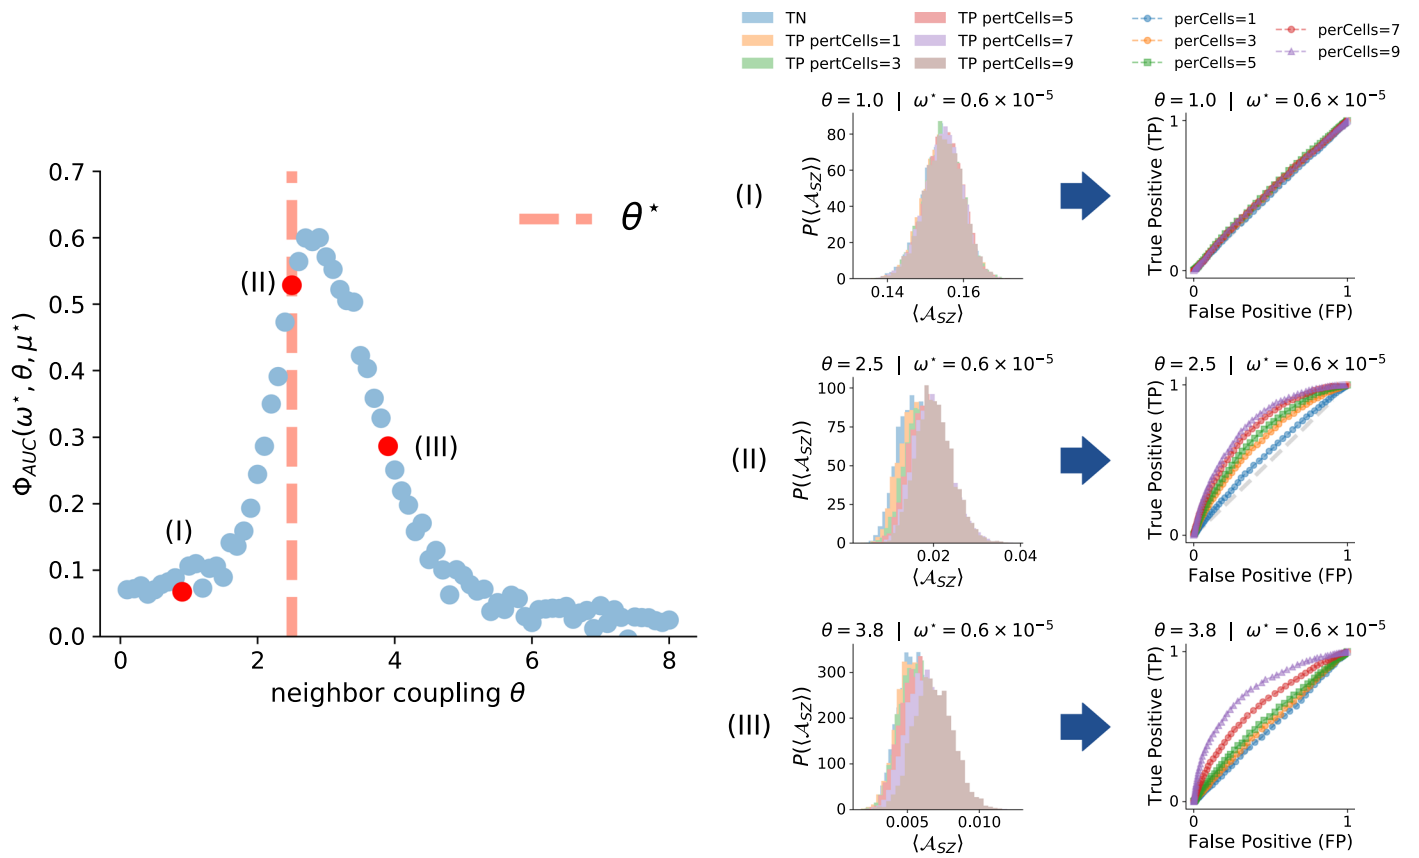 TN
TP pertCells=1
TP pertCells=3
TP pertCells=5
TP pertCells=7
TP pertCells=9
perCells=1
perCells=3
perCells=5
perCells=7
perCells=9
0.7
0.6
0.5
0.4
0.3
0.2
0.1
0.0
Φ_AUC(ω*, θ, μ*)
0 2 4 6 8
neighbor coupling θ
θ*
(I)
(II)
(III)
(I)
θ = 1.0 | ω* = 0.6 × 10⁻⁵
80
60
40
20
0
P(⟨𝒜_SZ⟩)
0.14 0.16
⟨𝒜_SZ⟩
θ = 1.0 | ω* = 0.6 × 10⁻⁵
1
0
True Positive (TP)
0 1
False Positive (FP)
(II)
θ = 2.5 | ω* = 0.6 × 10⁻⁵
100
75
50
25
0
P(⟨𝒜_SZ⟩)
0.02 0.04
⟨𝒜_SZ⟩
θ = 2.5 | ω* = 0.6 × 10⁻⁵
1
0
True Positive (TP)
0 1
False Positive (FP)
(III)
θ = 3.8 | ω* = 0.6 × 10⁻⁵
300
200
100
0
P(⟨𝒜_SZ⟩)
0.005 0.010
⟨𝒜_SZ⟩
θ = 3.8 | ω* = 0.6 × 10⁻⁵
1
0
True Positive (TP)
0 1
False Positive (FP)